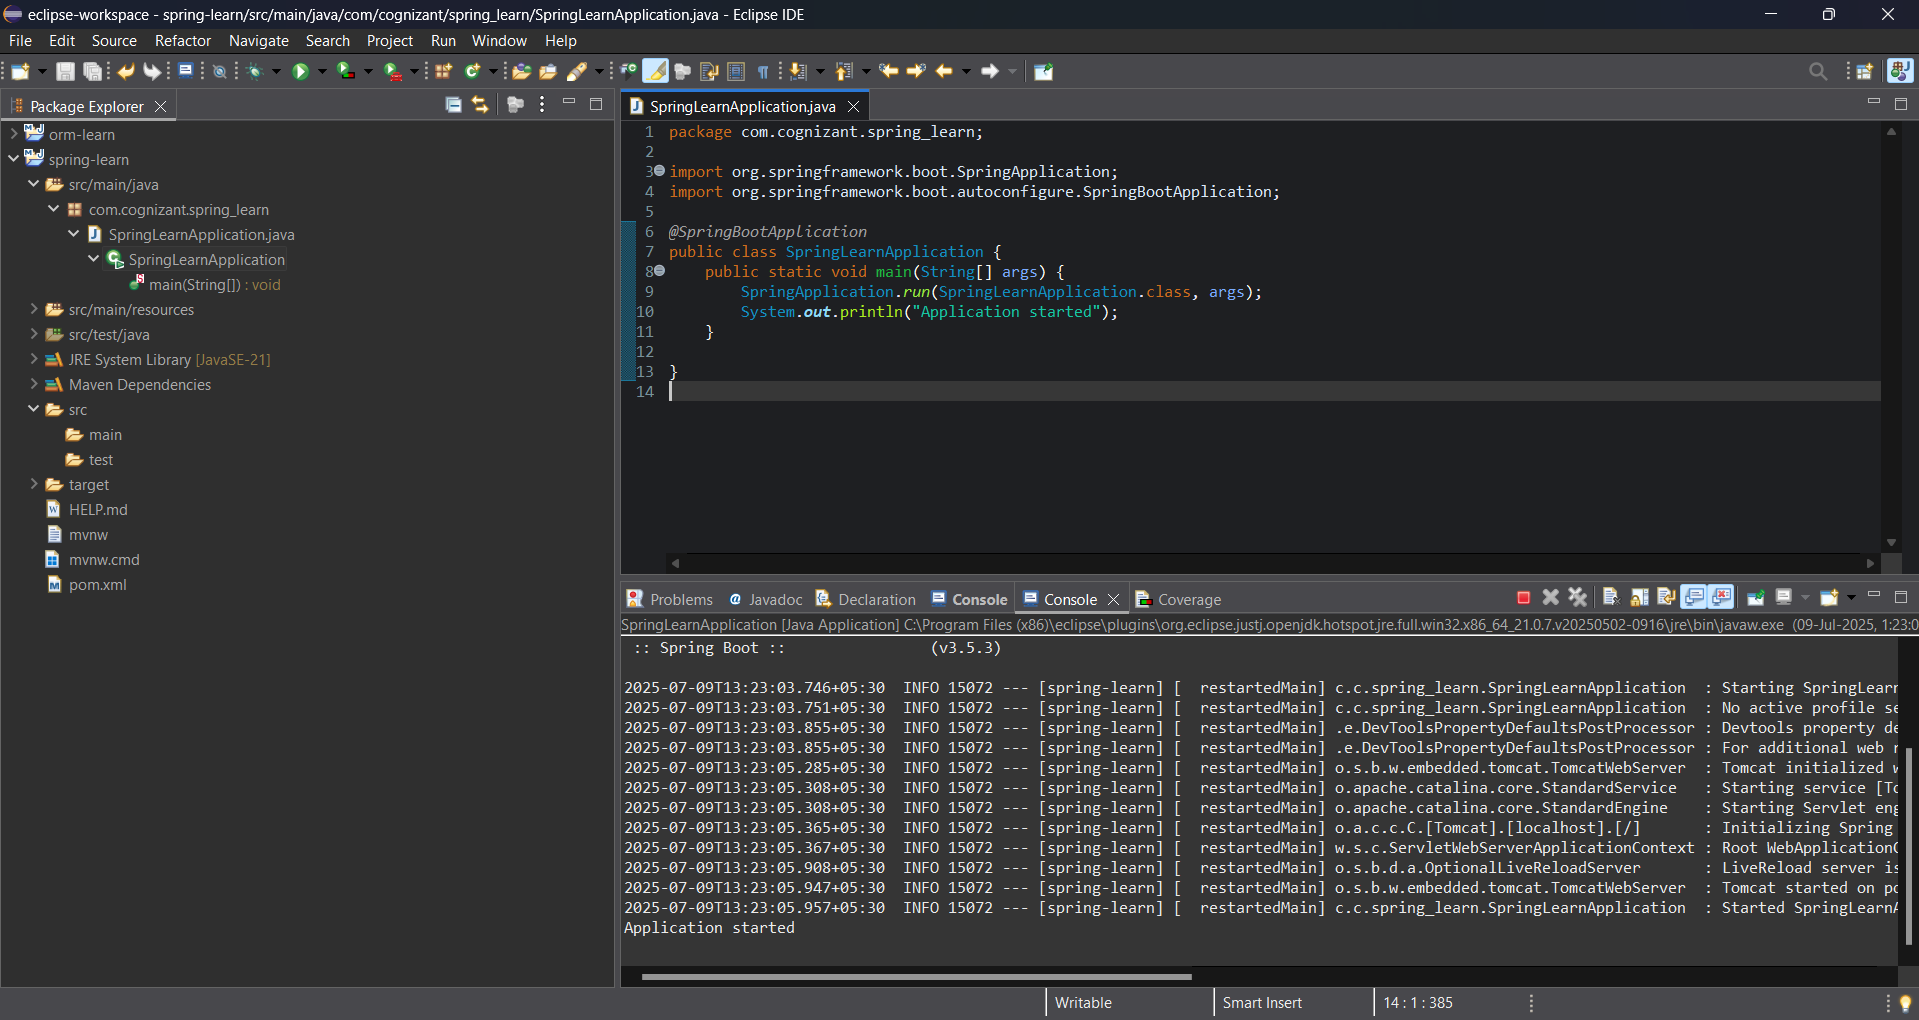 eclipse-workspace - spring-learn/src/main/java/com/cognizant/spring_learn/SpringLearnApplication.java - Eclipse IDE
File Edit Source Refactor Navigate Search Project Run Window Help
Package Explorer
orm-learn
spring-learn
src/main/java
com.cognizant.spring_learn
SpringLearnApplication.java
SpringLearnApplication
main(String[]) : void
src/main/resources
src/test/java
JRE System Library [JavaSE-21]
Maven Dependencies
src
main
test
target
HELP.md
mvnw
mvnw.cmd
pom.xml
SpringLearnApplication.java
1 package com.cognizant.spring_learn;
2
3 import org.springframework.boot.SpringApplication;
4 import org.springframework.boot.autoconfigure.SpringBootApplication;
5
6 @SpringBootApplication
7 public class SpringLearnApplication {
8 public static void main(String[] args) {
9 SpringApplication.run(SpringLearnApplication.class, args);
10 System.out.println("Application started");
11 }
12
13 }
14
Problems Javadoc Declaration Console Console Coverage
SpringLearnApplication [Java Application] C:\Program Files (x86)\eclipse\plugins\org.eclipse.justj.openjdk.hotspot.jre.full.win32.x86_64_21.0.7.v20250502-0916\jre\bin\javaw.exe (09-Jul-2025, 1:23:0
:: Spring Boot :: (v3.5.3)
2025-07-09T13:23:03.746+05:30 INFO 15072 --- [spring-learn] [ restartedMain] c.c.spring_learn.SpringLearnApplication : Starting SpringLearn
2025-07-09T13:23:03.751+05:30 INFO 15072 --- [spring-learn] [ restartedMain] c.c.spring_learn.SpringLearnApplication : No active profile se
2025-07-09T13:23:03.855+05:30 INFO 15072 --- [spring-learn] [ restartedMain] .e.DevToolsPropertyDefaultsPostProcessor : Devtools property de
2025-07-09T13:23:03.855+05:30 INFO 15072 --- [spring-learn] [ restartedMain] .e.DevToolsPropertyDefaultsPostProcessor : For additional web r
2025-07-09T13:23:05.285+05:30 INFO 15072 --- [spring-learn] [ restartedMain] o.s.b.w.embedded.tomcat.TomcatWebServer : Tomcat initialized w
2025-07-09T13:23:05.308+05:30 INFO 15072 --- [spring-learn] [ restartedMain] o.apache.catalina.core.StandardService : Starting service [To
2025-07-09T13:23:05.308+05:30 INFO 15072 --- [spring-learn] [ restartedMain] o.apache.catalina.core.StandardEngine : Starting Servlet eng
2025-07-09T13:23:05.365+05:30 INFO 15072 --- [spring-learn] [ restartedMain] o.a.c.c.C.[Tomcat].[localhost].[/] : Initializing Spring
2025-07-09T13:23:05.367+05:30 INFO 15072 --- [spring-learn] [ restartedMain] w.s.c.ServletWebServerApplicationContext : Root WebApplicationC
2025-07-09T13:23:05.908+05:30 INFO 15072 --- [spring-learn] [ restartedMain] o.s.b.d.a.OptionalLiveReloadServer : LiveReload server is
2025-07-09T13:23:05.947+05:30 INFO 15072 --- [spring-learn] [ restartedMain] o.s.b.w.embedded.tomcat.TomcatWebServer : Tomcat started on po
2025-07-09T13:23:05.957+05:30 INFO 15072 --- [spring-learn] [ restartedMain] c.c.spring_learn.SpringLearnApplication : Started SpringLearnA
Application started
Writable Smart Insert 14 : 1 : 385